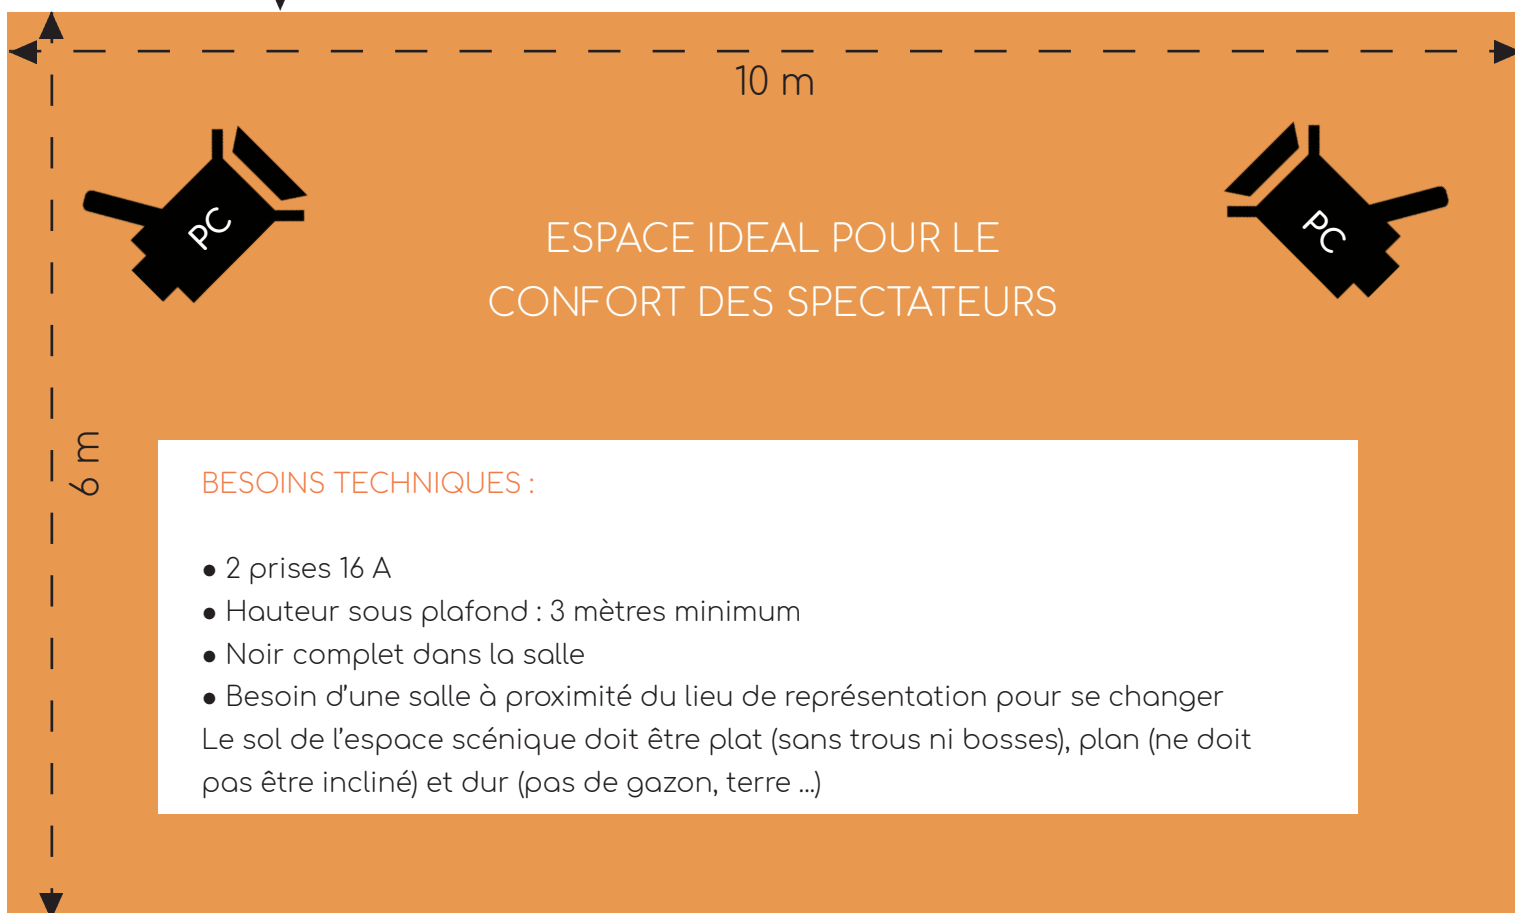 10 m
PC
PC
ESPACE IDEAL POUR LE
CONFORT DES SPECTATEURS
6 m
BESOINS TECHNIQUES :
● 2 prises 16 A
● Hauteur sous plafond : 3 mètres minimum
● Noir complet dans la salle
● Besoin d’une salle à proximité du lieu de représentation pour se changer
Le sol de l’espace scénique doit être plat (sans trous ni bosses), plan (ne doit
pas être incliné) et dur (pas de gazon, terre ...)